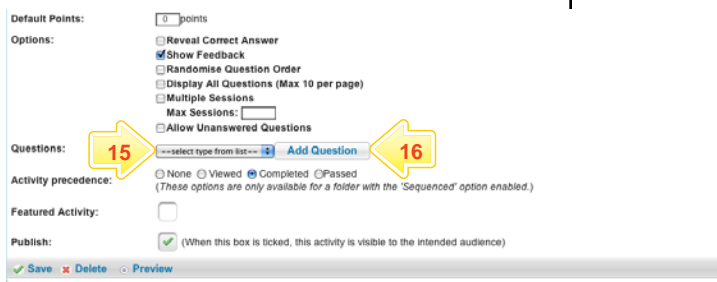 Default Points: 0 points
Options: Reveal Correct Answer
Show Feedback
Randomise Question Order
Display All Questions (Max 10 per page)
Multiple Sessions
Max Sessions:
Allow Unanswered Questions
Questions: 15 --select type from list-- Add Question 16
Activity precedence: None Viewed Completed Passed
(These options are only available for a folder with the 'Sequenced' option enabled.)
Featured Activity:
Publish: (When this box is ticked, this activity is visible to the intended audience)
Save Delete Preview